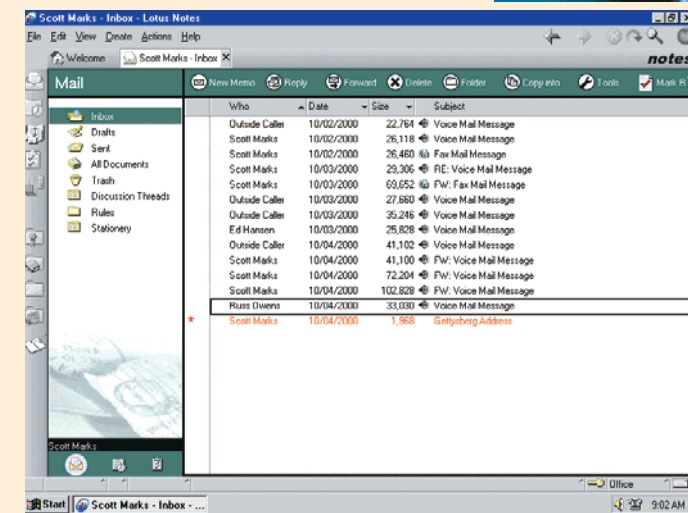 Scott Marks - Inbox - Lotus Notes
File Edit View Create Actions Help
Welcome Scott Marks - Inbox
notes
Mail New Memo Reply Forward Delete Folder Copy into Tools Mark R
Inbox
Drafts
Sent
All Documents
Trash
Discussion Threads
Rules
Stationery
Who Date Size Subject
Outside Caller 10/02/2000 22,764 Voice Mail Message
Scott Marks 10/02/2000 26,118 Voice Mail Message
Scott Marks 10/02/2000 26,460 Fax Mail Message
Scott Marks 10/03/2000 29,306 RE: Voice Mail Message
Scott Marks 10/03/2000 69,652 FW: Fax Mail Message
Outside Caller 10/03/2000 27,660 Voice Mail Message
Outside Caller 10/03/2000 35,246 Voice Mail Message
Ed Hansen 10/03/2000 25,828 Voice Mail Message
Outside Caller 10/04/2000 41,102 Voice Mail Message
Scott Marks 10/04/2000 41,100 FW: Voice Mail Message
Scott Marks 10/04/2000 72,204 FW: Voice Mail Message
Scott Marks 10/04/2000 102,828 FW: Voice Mail Message
Russ Owens 10/04/2000 33,030 Voice Mail Message
* Scott Marks 10/04/2000 1,968 Gettysberg Address
Scott Marks
Office
Start Scott Marks - Inbox - ... 9:02 AM